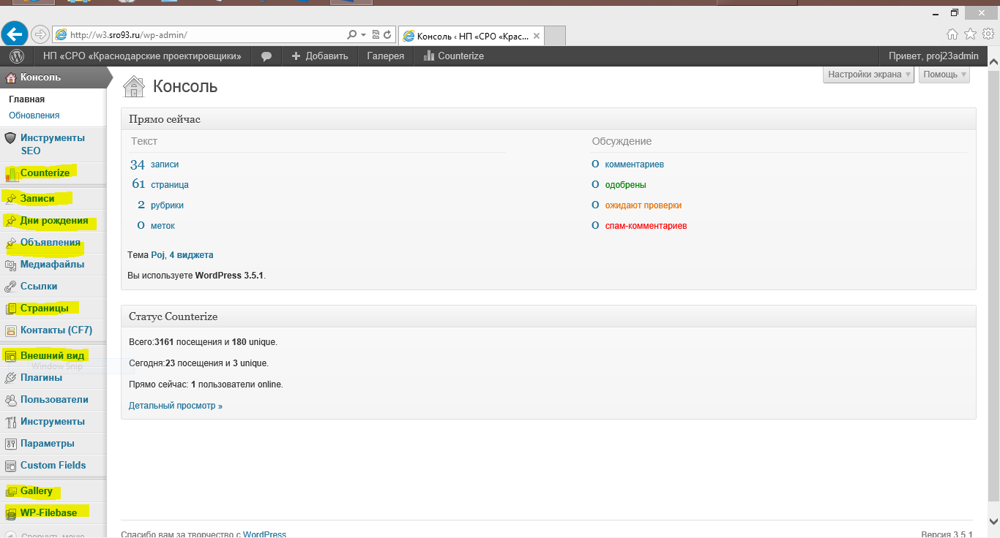 http://w3.sro93.ru/wp-admin/
Консоль ‹ НП «СРО «Крас...
НП «СРО «Краснодарские проектировщики»
Добавить
Галерея
Counterize
Привет, proj23admin
Консоль
Главная
Обновления
Инструменты
SEO
Counterize
Записи
Дни рождения
Объявления
Медиафайлы
Ссылки
Страницы
Контакты (CF7)
Внешний вид
Window Snip
Плагины
Пользователи
Инструменты
Параметры
Custom Fields
Gallery
WP-Filebase
Свернуть меню
Настройки экрана
Помощь
Консоль
Прямо сейчас
Текст
34 записи
61 страница
2 рубрики
0 меток
Обсуждение
0 комментариев
0 одобрены
0 ожидают проверки
0 спам-комментариев
Тема Poj, 4 виджета
Вы используете WordPress 3.5.1.
Статус Counterize
Всего:3161 посещения и 180 unique.
Сегодня:23 посещения и 3 unique.
Прямо сейчас: 1 пользователи online.
Детальный просмотр »
Спасибо вам за творчество с WordPress
Версия 3.5.1